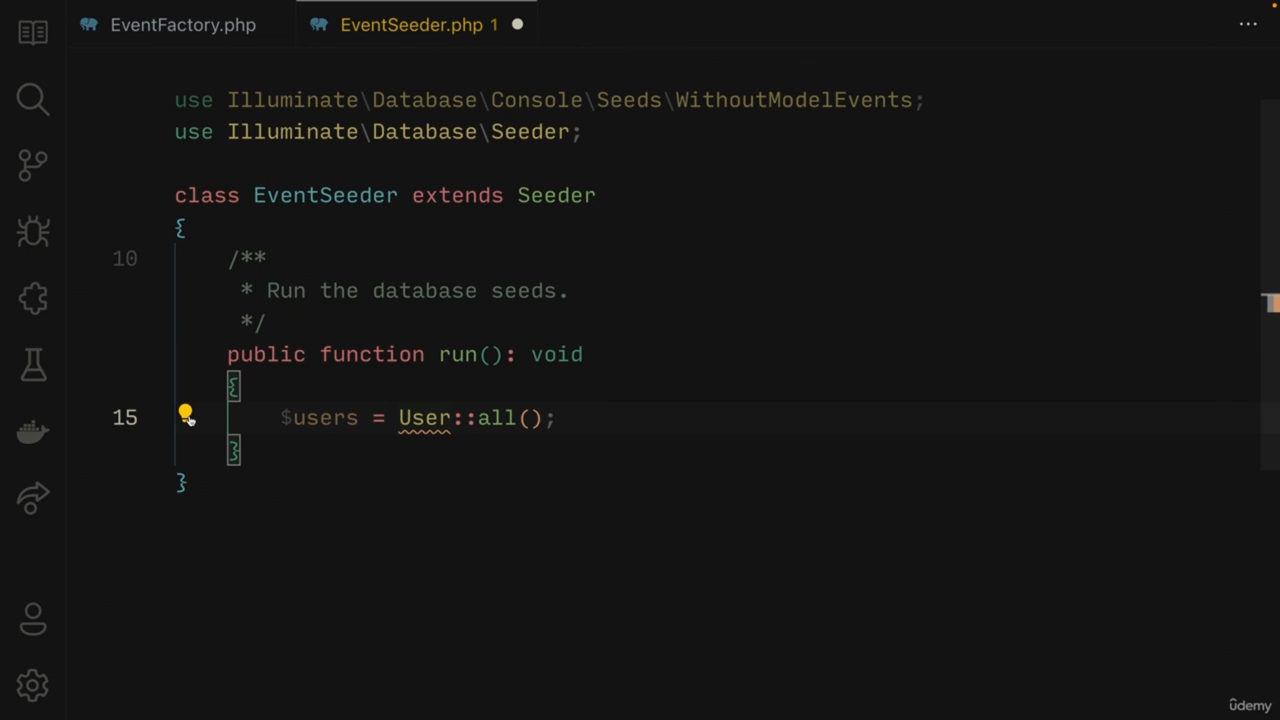 EventFactory.php
EventSeeder.php 1
use Illuminate\Database\Console\Seeds\WithoutModelEvents;
use Illuminate\Database\Seeder;
class EventSeeder extends Seeder
{
10 /**
* Run the database seeds.
*/
public function run(): void
{
15 $users = User::all();
}
}
ûdemy